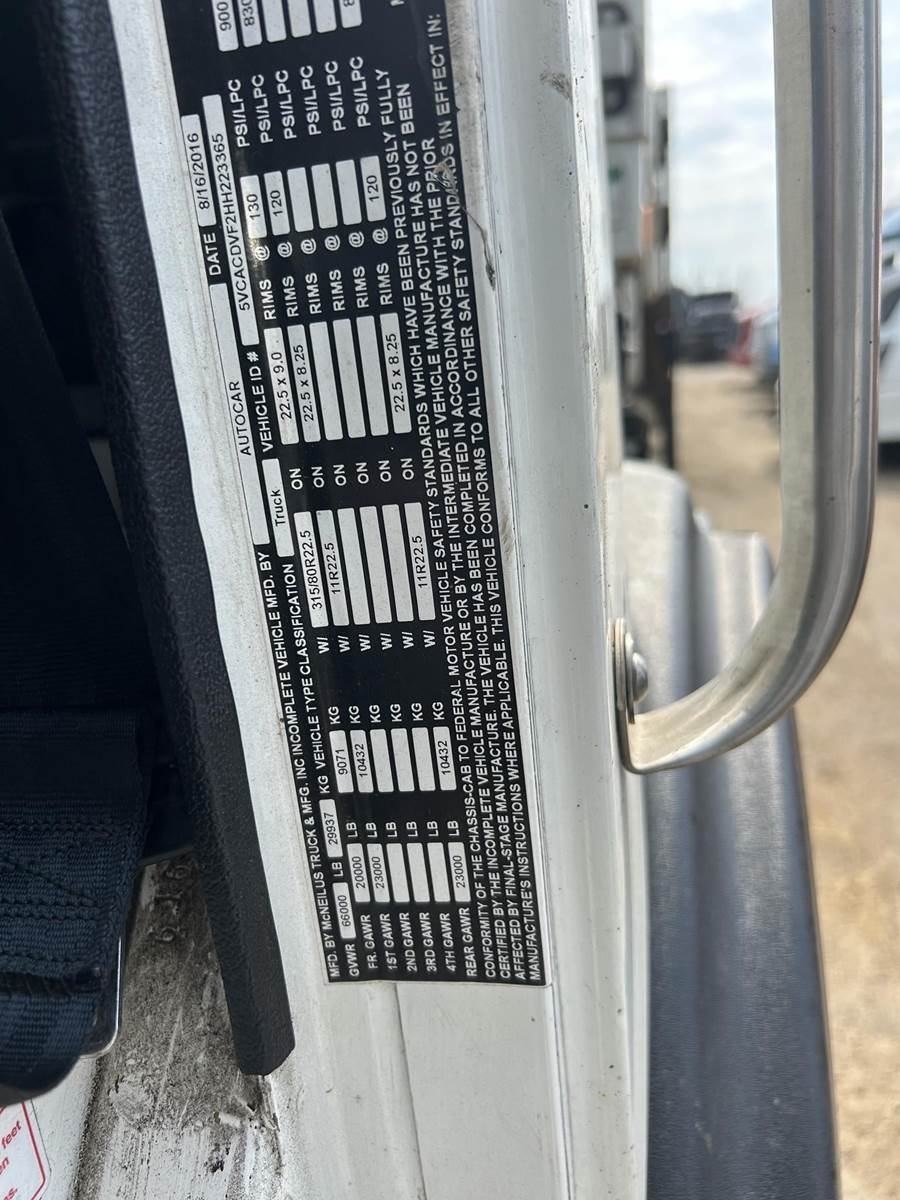 MFD. BY McNEILUS TRUCK & MFG. INC INCOMPLETE VEHICLE MFD. BY AUTOCAR DATE 8/16/2016
GVWR 66000 LB 29937 KG VEHICLE TYPE CLASSIFICATION Truck VEHICLE ID # 5VCACDVF2HH223365
FR. GAWR 20000 LB 9071 KG W/ 315/80R22.5 ON 22.5 x 9.0 RIMS @ 130 PSI/LPC 900
1ST GAWR 23000 LB 10432 KG W/ 11R22.5 ON 22.5 x 8.25 RIMS @ 120 PSI/LPC 830
2ND GAWR LB KG W/ ON RIMS @ PSI/LPC
3RD GAWR LB KG W/ ON RIMS @ PSI/LPC
4TH GAWR LB KG W/ ON RIMS @ PSI/LPC
REAR GAWR 23000 LB 10432 KG W/ 11R22.5 ON 22.5 x 8.25 RIMS @ 120 PSI/LPC
CONFORMITY OF THE CHASSIS-CAB TO FEDERAL MOTOR VEHICLE SAFETY STANDARDS WHICH HAVE BEEN PREVIOUSLY FULLY
CERTIFIED BY THE INCOMPLETE VEHICLE MANUFACTURE OR BY THE INTERMEDIATE VEHICLE MANUFACTURE HAS NOT BEEN
AFFECTED BY FINAL-STAGE MANUFACTURE. THE VEHICLE HAS BEEN COMPLETED IN ACCORDINANCE WITH THE PRIOR
MANUFACTURE'S INSTRUCTIONS WHERE APPLICABLE. THIS VEHICLE CONFORMS TO ALL OTHER SAFETY STANDARDS IN EFFECT IN:
feet